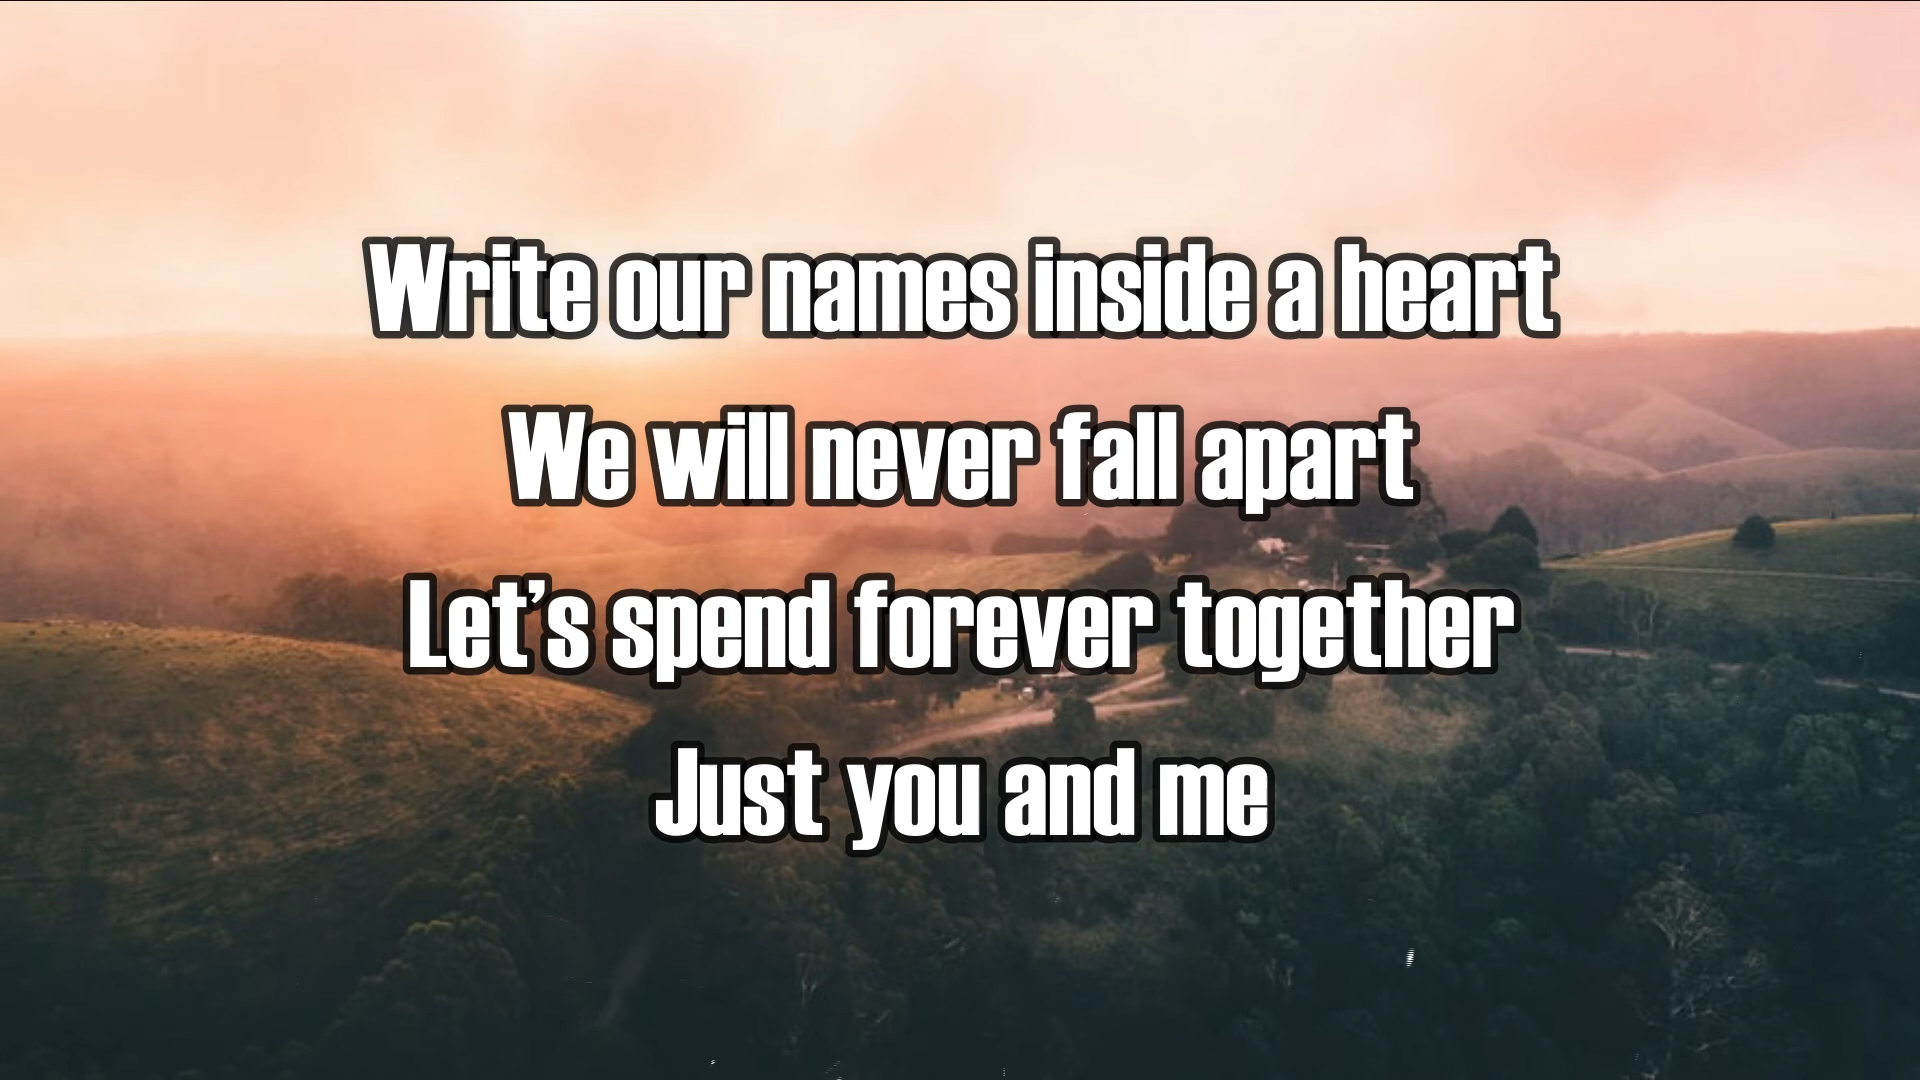 Write our names inside a heart
We will never fall apart
Let’s spend forever together
Just you and me